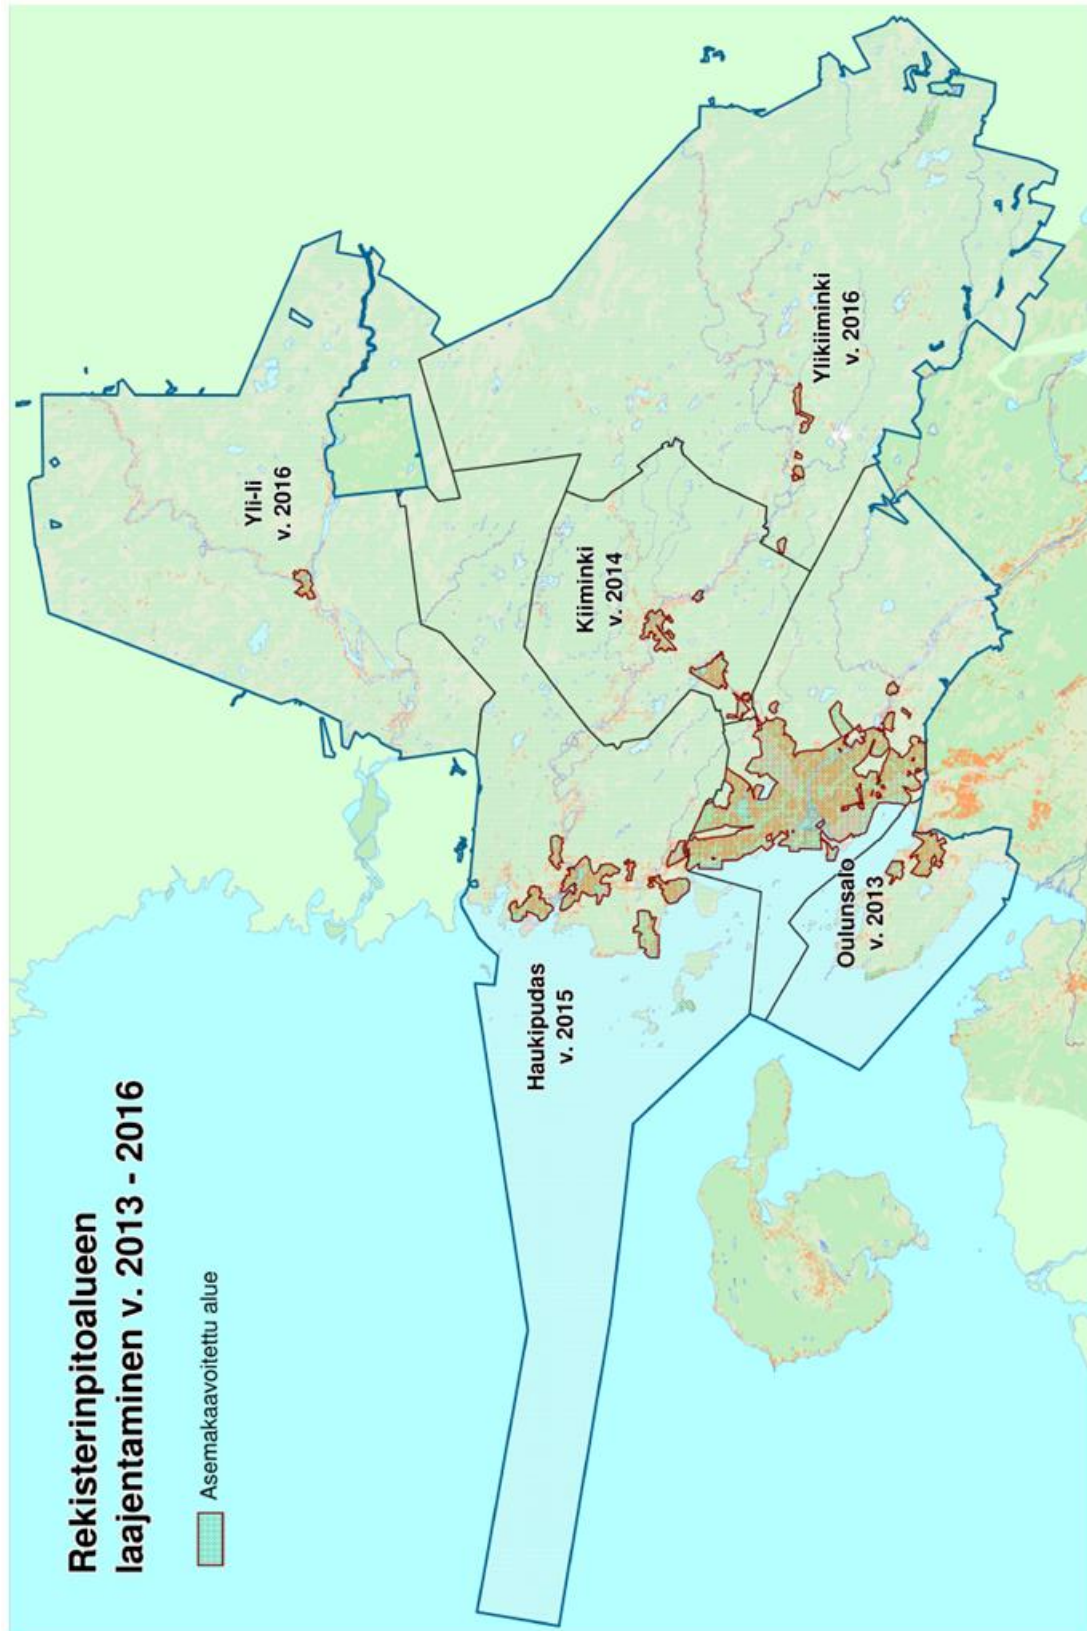 Rekisterinpitoalueen
laajentaminen v. 2013 - 2016
Asemakaavoitettu alue
Yli-Ii
v. 2016
Kiiminki
v. 2014
Ylikiiminki
v. 2016
Haukipudas
v. 2015
Oulunsalo
v. 2013